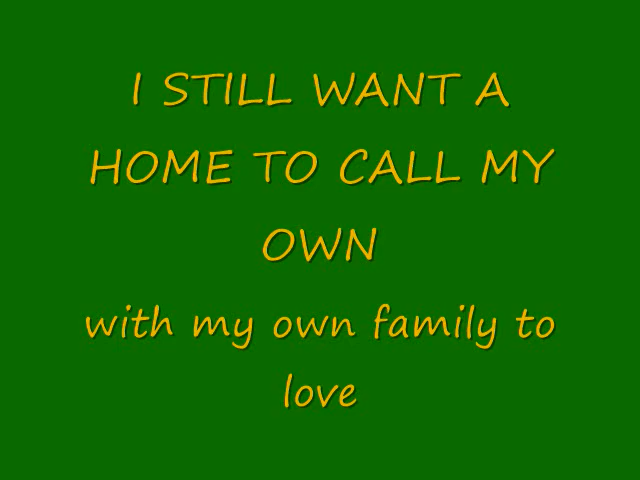 I STILL WANT A
HOME TO CALL MY
OWN
with my own family to
love